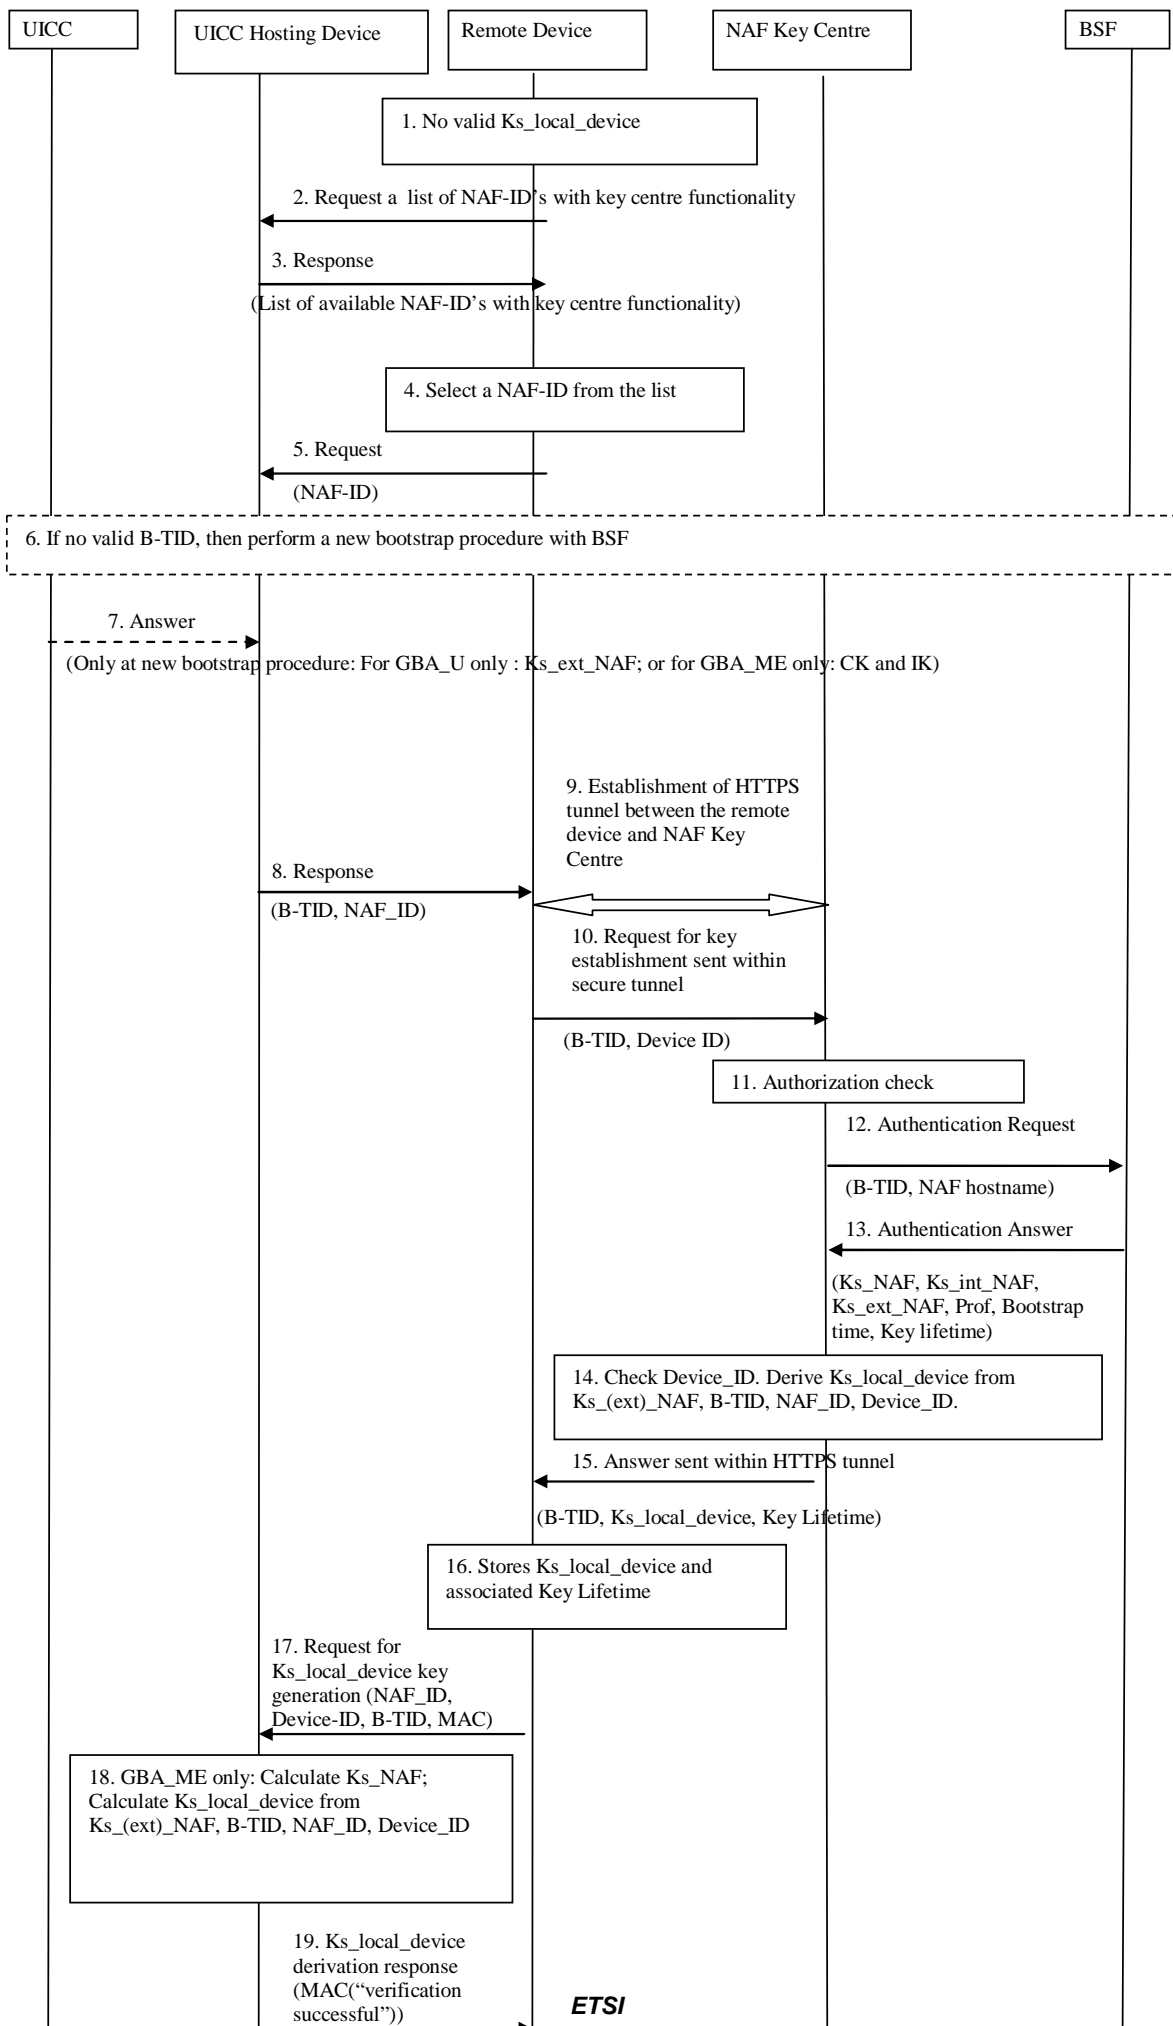 UICC
UICC Hosting Device
Remote Device
NAF Key Centre
BSF
1. No valid Ks_local_device
2. Request a  list of NAF-ID’s with key centre functionality
3. Response
(List of available NAF-ID’s with key centre functionality)
4. Select a NAF-ID from the list
5. Request
(NAF-ID)
6. If no valid B-TID, then perform a new bootstrap procedure with BSF
7. Answer
(Only at new bootstrap procedure: For GBA_U only : Ks_ext_NAF; or for GBA_ME only: CK and IK)
9. Establishment of HTTPS
tunnel between the remote
device and NAF Key
Centre
8. Response
(B-TID, NAF_ID)
10. Request for key
establishment sent within
secure tunnel
(B-TID, Device ID)
11. Authorization check
12. Authentication Request
(B-TID, NAF hostname)
13. Authentication Answer
(Ks_NAF, Ks_int_NAF,
Ks_ext_NAF, Prof, Bootstrap
time, Key lifetime)
14. Check Device_ID. Derive Ks_local_device from
Ks_(ext)_NAF, B-TID, NAF_ID, Device_ID.
15. Answer sent within HTTPS tunnel
(B-TID, Ks_local_device, Key Lifetime)
16. Stores Ks_local_device and
associated Key Lifetime
17. Request for
Ks_local_device key
generation (NAF_ID,
Device-ID, B-TID, MAC)
18. GBA_ME only: Calculate Ks_NAF;
Calculate Ks_local_device from
Ks_(ext)_NAF, B-TID, NAF_ID, Device_ID
19. Ks_local_device
derivation response
(MAC(“verification
successful”))
ETSI